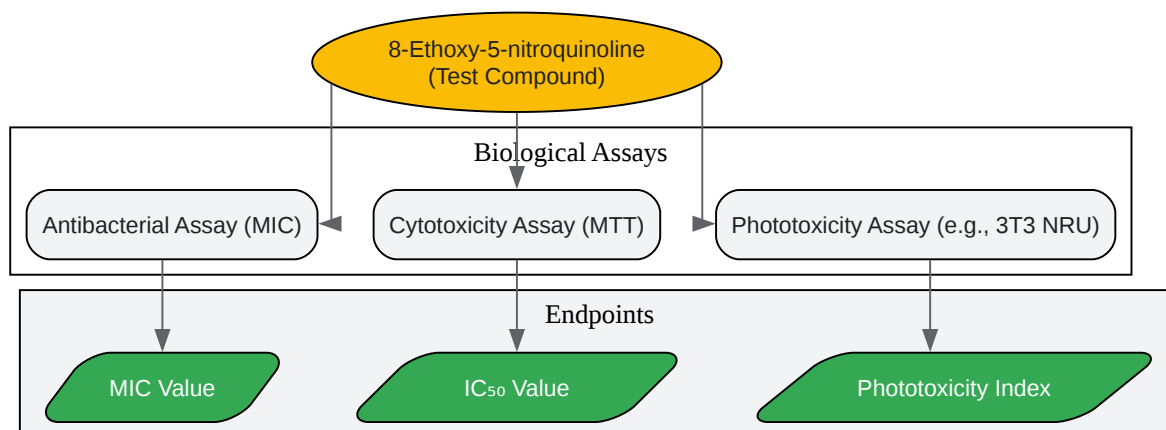 8-Ethoxy-5-nitroquinoline
(Test Compound)
Biological Assays
Antibacterial Assay (MIC)
Cytotoxicity Assay (MTT)
Phototoxicity Assay (e.g., 3T3 NRU)
Endpoints
MIC Value
IC₅₀ Value
Phototoxicity Index